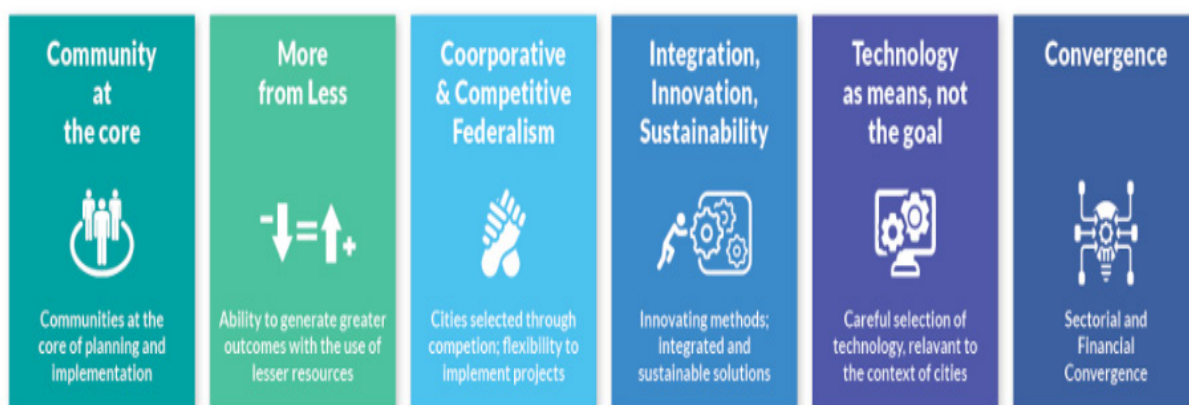 Community
at
the core
Communities at the
core of planning and
implementation
More
from Less
Ability to generate greater
outcomes with the use of
lesser resources
Coorporative
& Competitive
Federalism
Cities selected through
competion; flexibility to
implement projects
Integration,
Innovation,
Sustainability
Innovating methods;
integrated and
sustainable solutions
Technology
as means, not
the goal
Careful selection of
technology, relavant to
the context of cities
Convergence
Sectorial and
Financial
Convergence